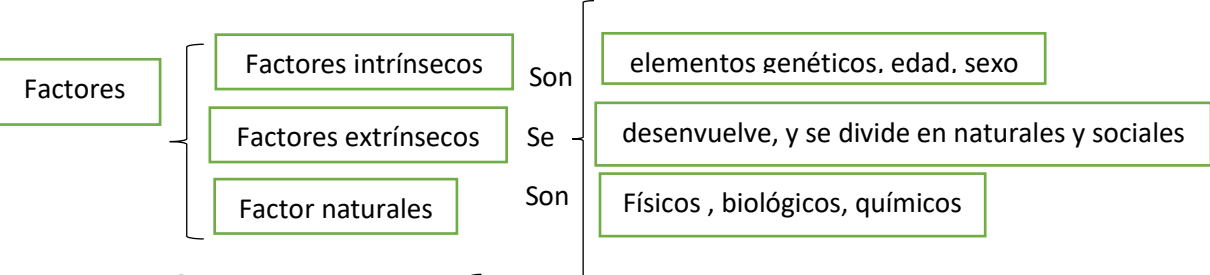 Factores
Factores intrínsecos Son elementos genéticos, edad, sexo
Factores extrínsecos Se desenvuelve, y se divide en naturales y sociales
Factor naturales Son Físicos , biológicos, químicos